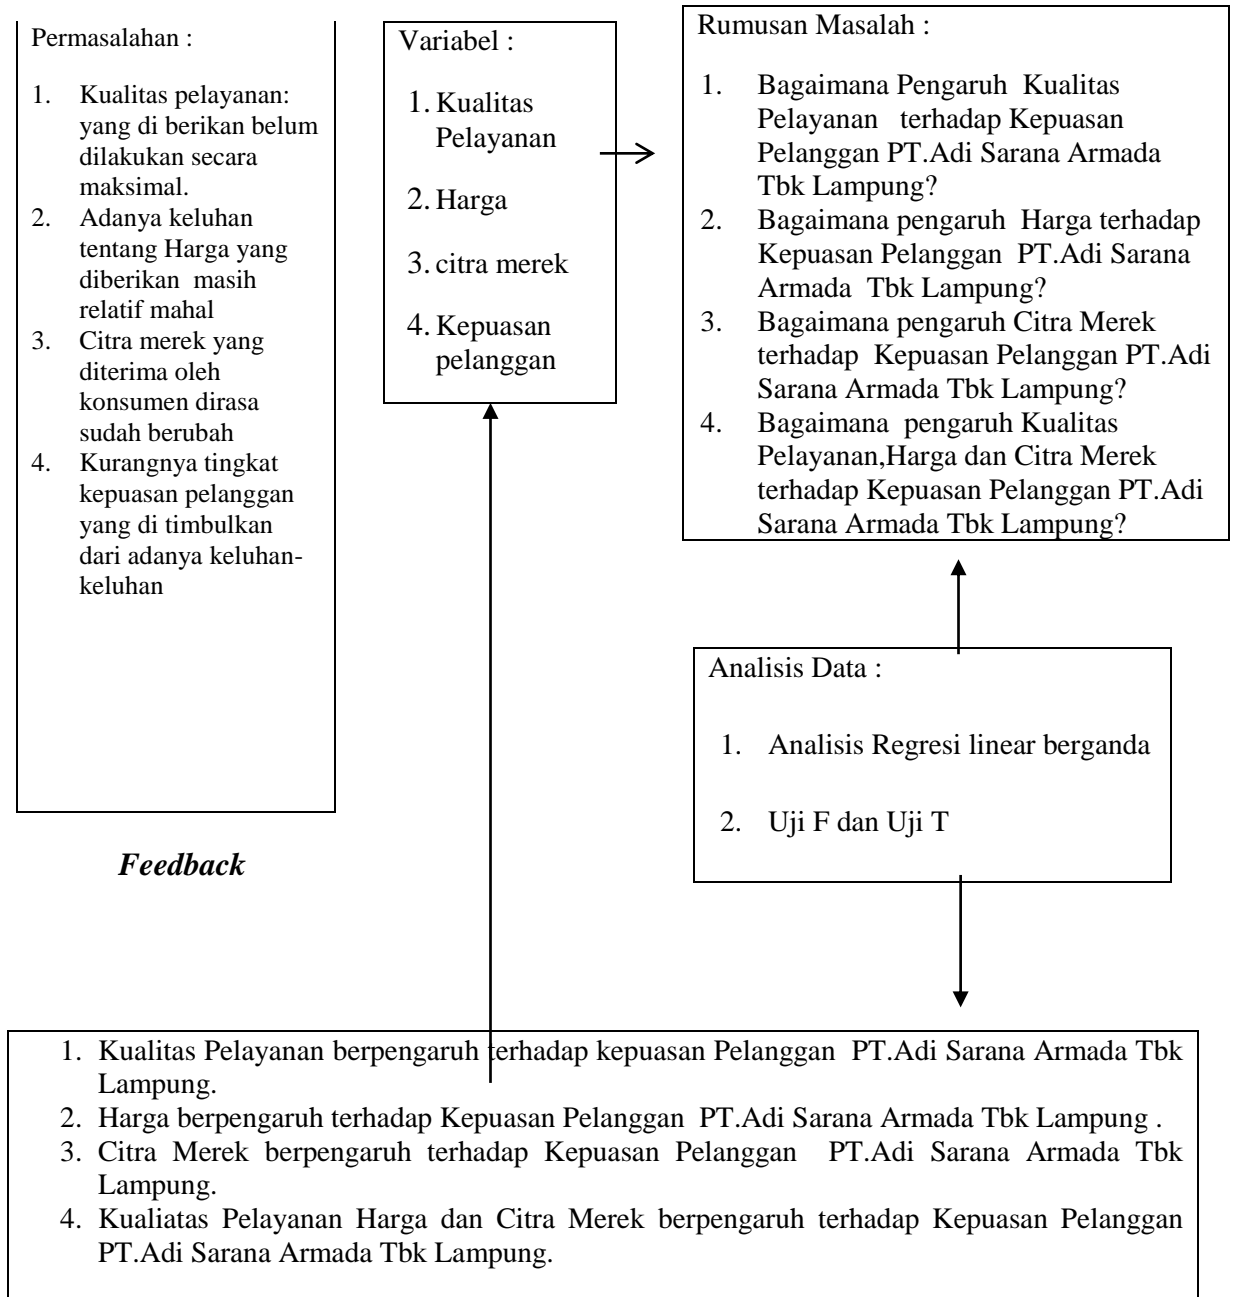 Permasalahan :
1. Kualitas pelayanan:
yang di berikan belum
dilakukan secara
maksimal.
2. Adanya keluhan
tentang Harga yang
diberikan masih
relatif mahal
3. Citra merek yang
diterima oleh
konsumen dirasa
sudah berubah
4. Kurangnya tingkat
kepuasan pelanggan
yang di timbulkan
dari adanya keluhan-
keluhan
Variabel :
1. Kualitas
Pelayanan
2. Harga
3. citra merek
4. Kepuasan
pelanggan
Rumusan Masalah :
1. Bagaimana Pengaruh Kualitas
Pelayanan terhadap Kepuasan
Pelanggan PT.Adi Sarana Armada
Tbk Lampung?
2. Bagaimana pengaruh Harga terhadap
Kepuasan Pelanggan PT.Adi Sarana
Armada Tbk Lampung?
3. Bagaimana pengaruh Citra Merek
terhadap Kepuasan Pelanggan PT.Adi
Sarana Armada Tbk Lampung?
4. Bagaimana pengaruh Kualitas
Pelayanan,Harga dan Citra Merek
terhadap Kepuasan Pelanggan PT.Adi
Sarana Armada Tbk Lampung?
Analisis Data :
1. Analisis Regresi linear berganda
2. Uji F dan Uji T
Feedback
1. Kualitas Pelayanan berpengaruh terhadap kepuasan Pelanggan PT.Adi Sarana Armada Tbk
Lampung.
2. Harga berpengaruh terhadap Kepuasan Pelanggan PT.Adi Sarana Armada Tbk Lampung .
3. Citra Merek berpengaruh terhadap Kepuasan Pelanggan PT.Adi Sarana Armada Tbk
Lampung.
4. Kualiatas Pelayanan Harga dan Citra Merek berpengaruh terhadap Kepuasan Pelanggan
PT.Adi Sarana Armada Tbk Lampung.